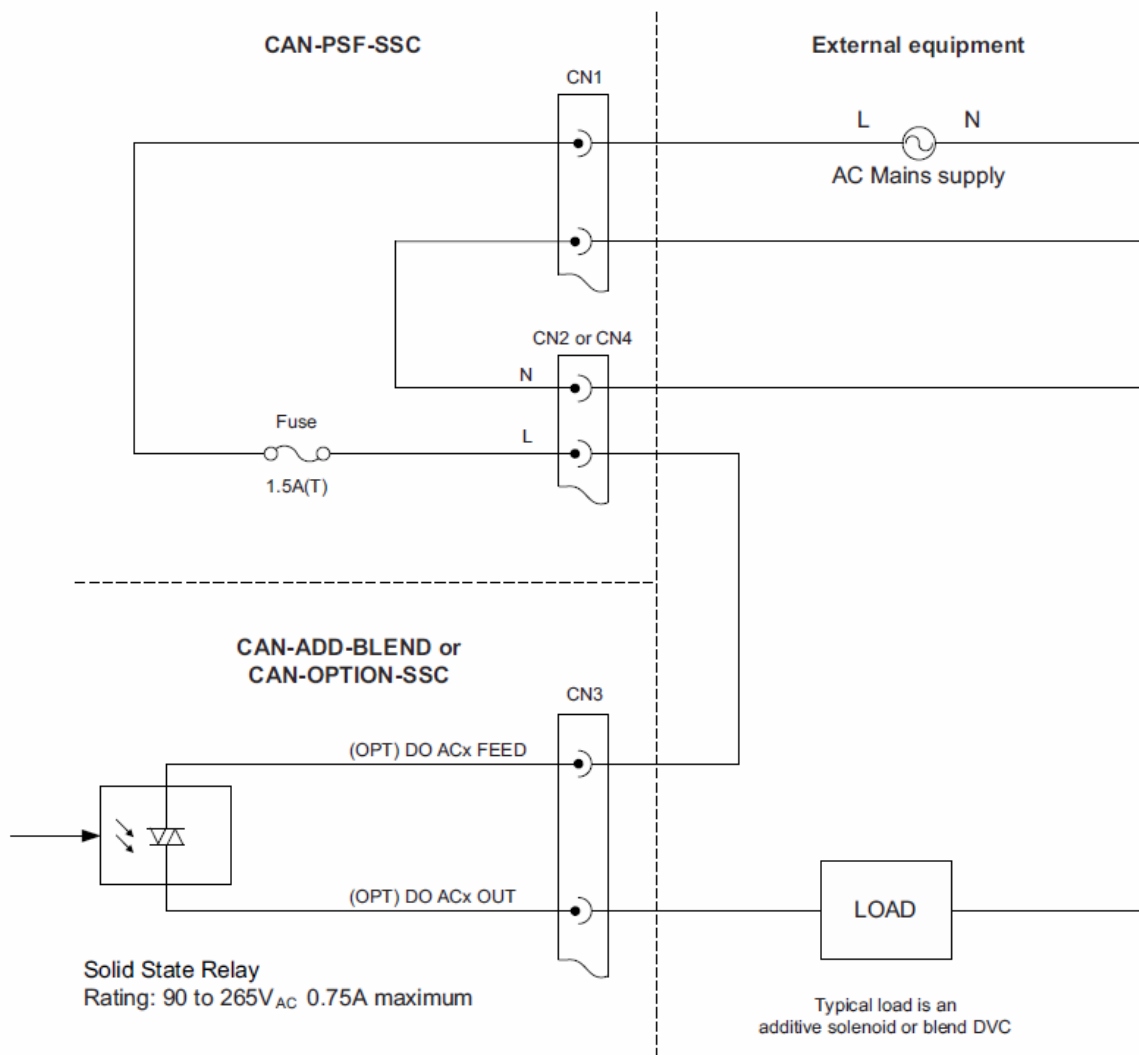 CAN-PSF-SSC
External equipment
CN1
L
N
AC Mains supply
CN2 or CN4
N
Fuse
L
1.5A(T)
CAN-ADD-BLEND or
CAN-OPTION-SSC
CN3
(OPT) DO ACx FEED
(OPT) DO ACx OUT
LOAD
Solid State Relay
Rating: 90 to 265VAC 0.75A maximum
Typical load is an
additive solenoid or blend DVC